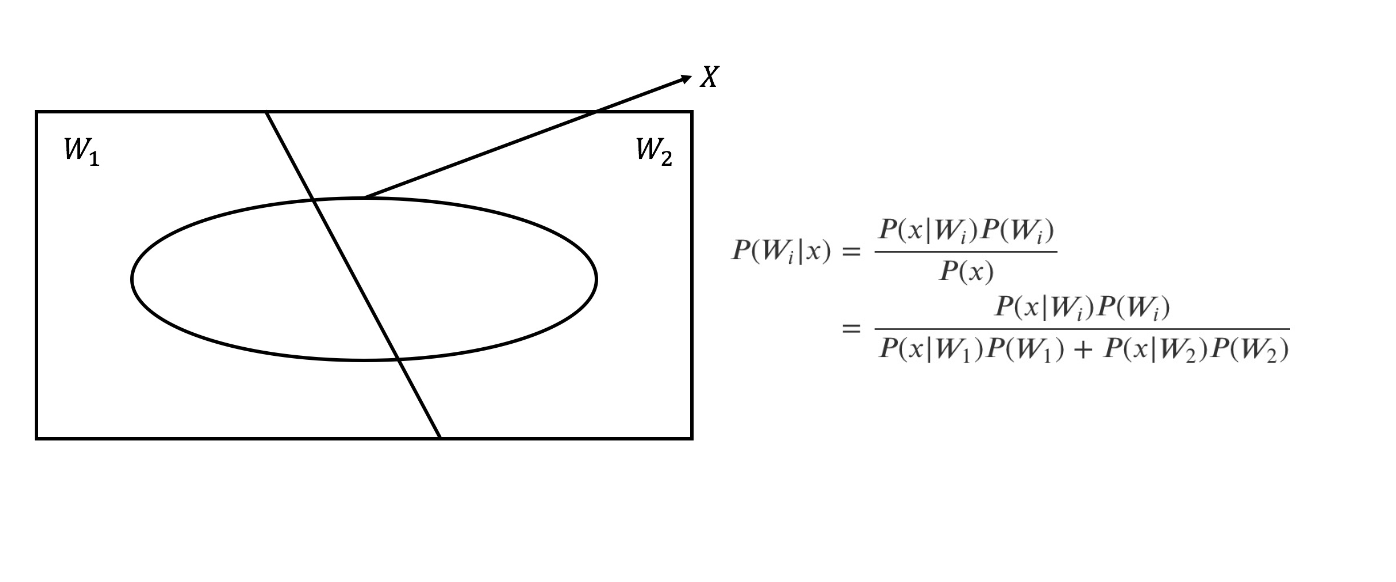 X
W₁
W₂
P(Wᵢ|x) = P(x|Wᵢ)P(Wᵢ) / P(x)
= P(x|Wᵢ)P(Wᵢ) / P(x|W₁)P(W₁) + P(x|W₂)P(W₂)